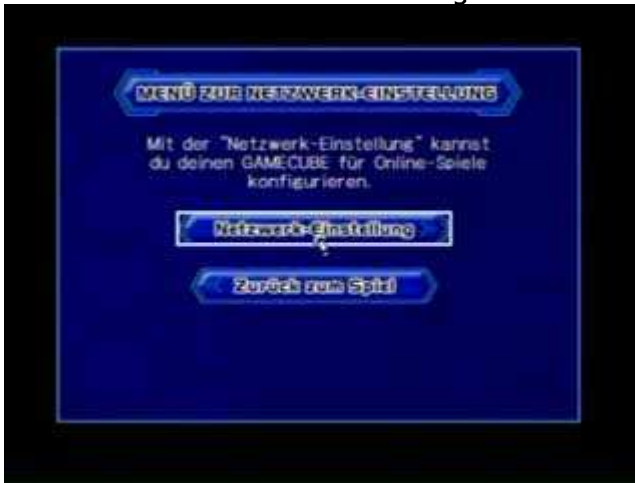 MENÜ ZUR NETZWERK-EINSTELLUNG
Mit der "Netzwerk-Einstellung" kannst
du deinen GAMECUBE für Online-Spiele
konfigurieren.
Netzwerk-Einstellung
Zurück zum Spiel